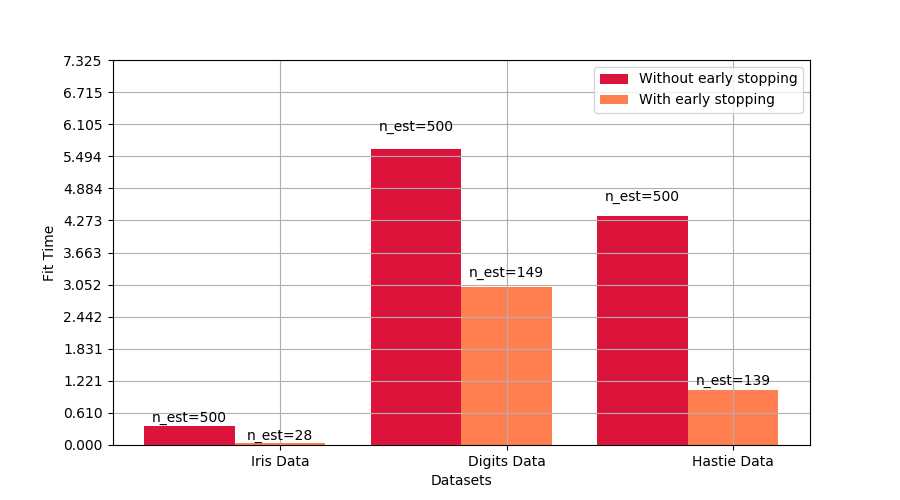 7.325
6.715
6.105
5.494
4.884
4.273
3.663
3.052
2.442
1.831
1.221
0.610
0.000
Fit Time
Without early stopping
With early stopping
n_est=500
n_est=28
n_est=500
n_est=149
n_est=500
n_est=139
Iris Data
Digits Data
Hastie Data
Datasets